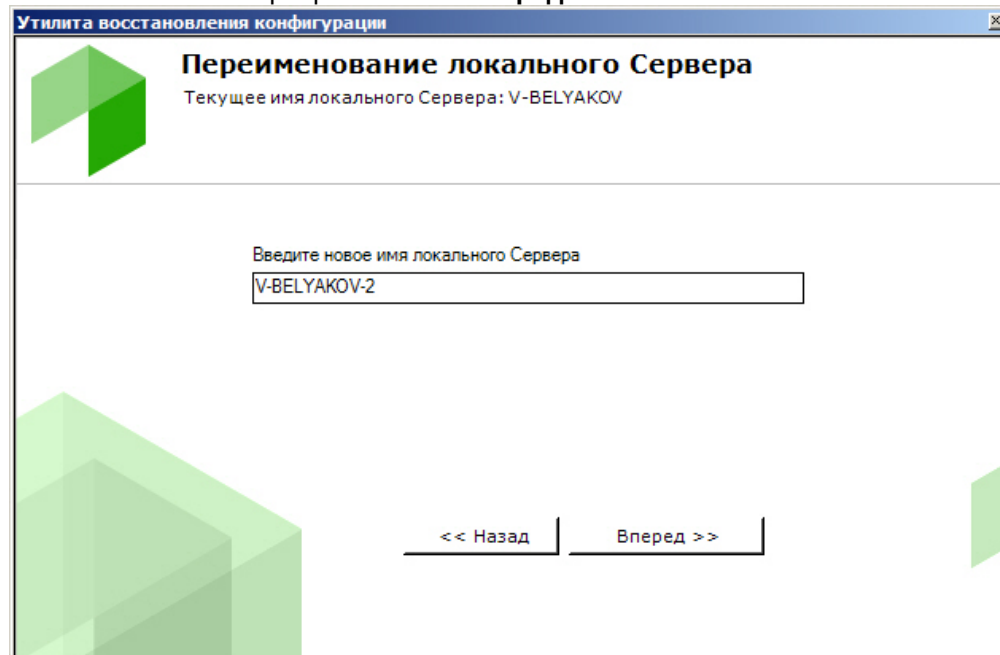 Утилита восстановления конфигурации
Переименование локального Сервера
Текущее имя локального Сервера: V-BELYAKOV
Введите новое имя локального Сервера
V-BELYAKOV-2
<< Назад
Вперед >>